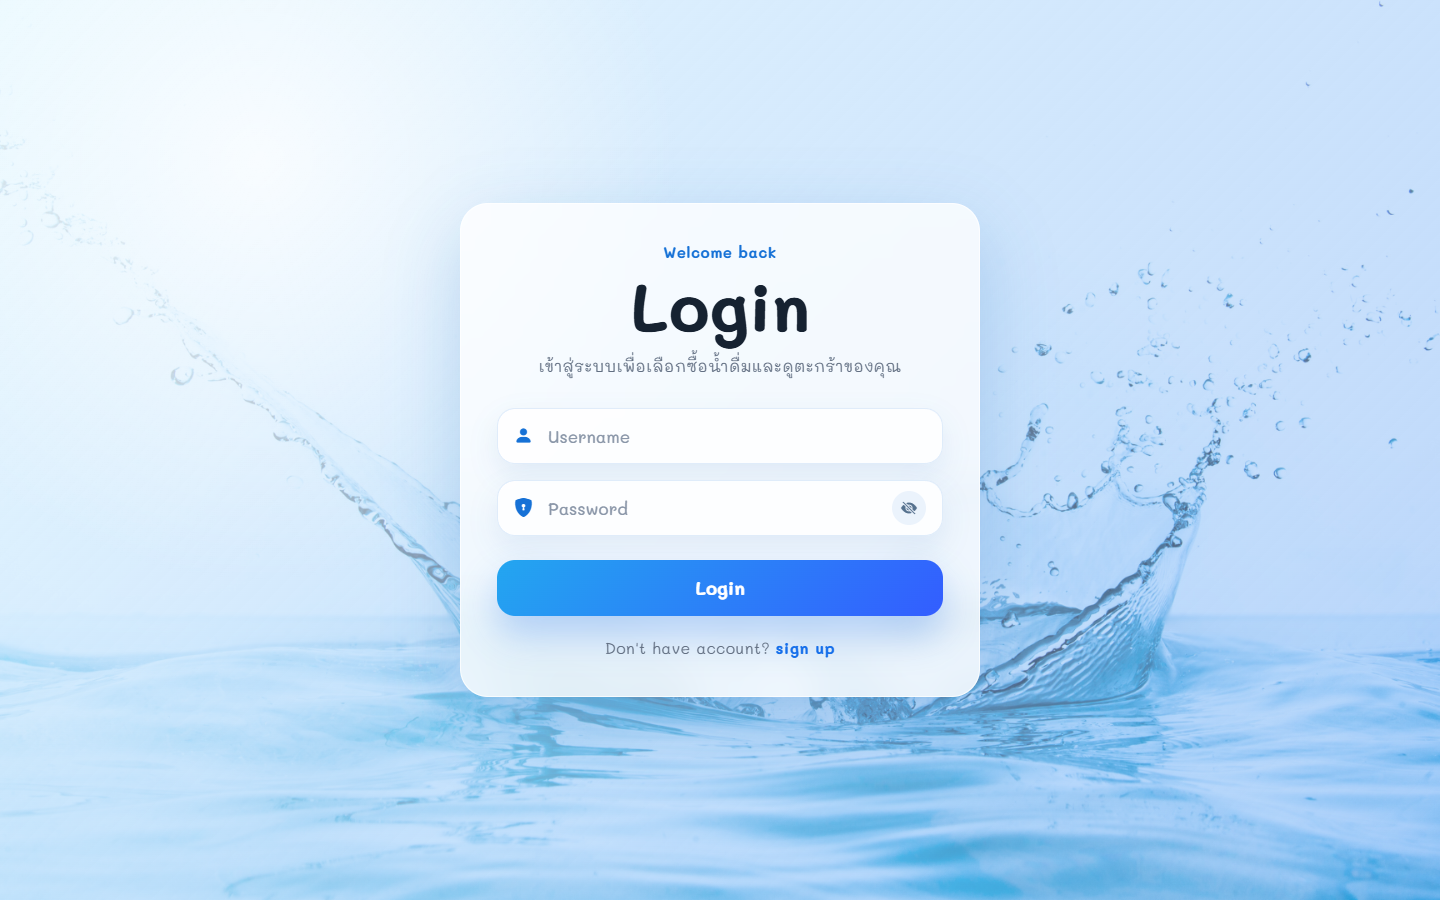 Welcome back
Login
เข้าสู่ระบบเพื่อเลือกซื้อน้ำดื่มและดูตะกร้าของคุณ
Username
Password
Login
Don't have account? sign up